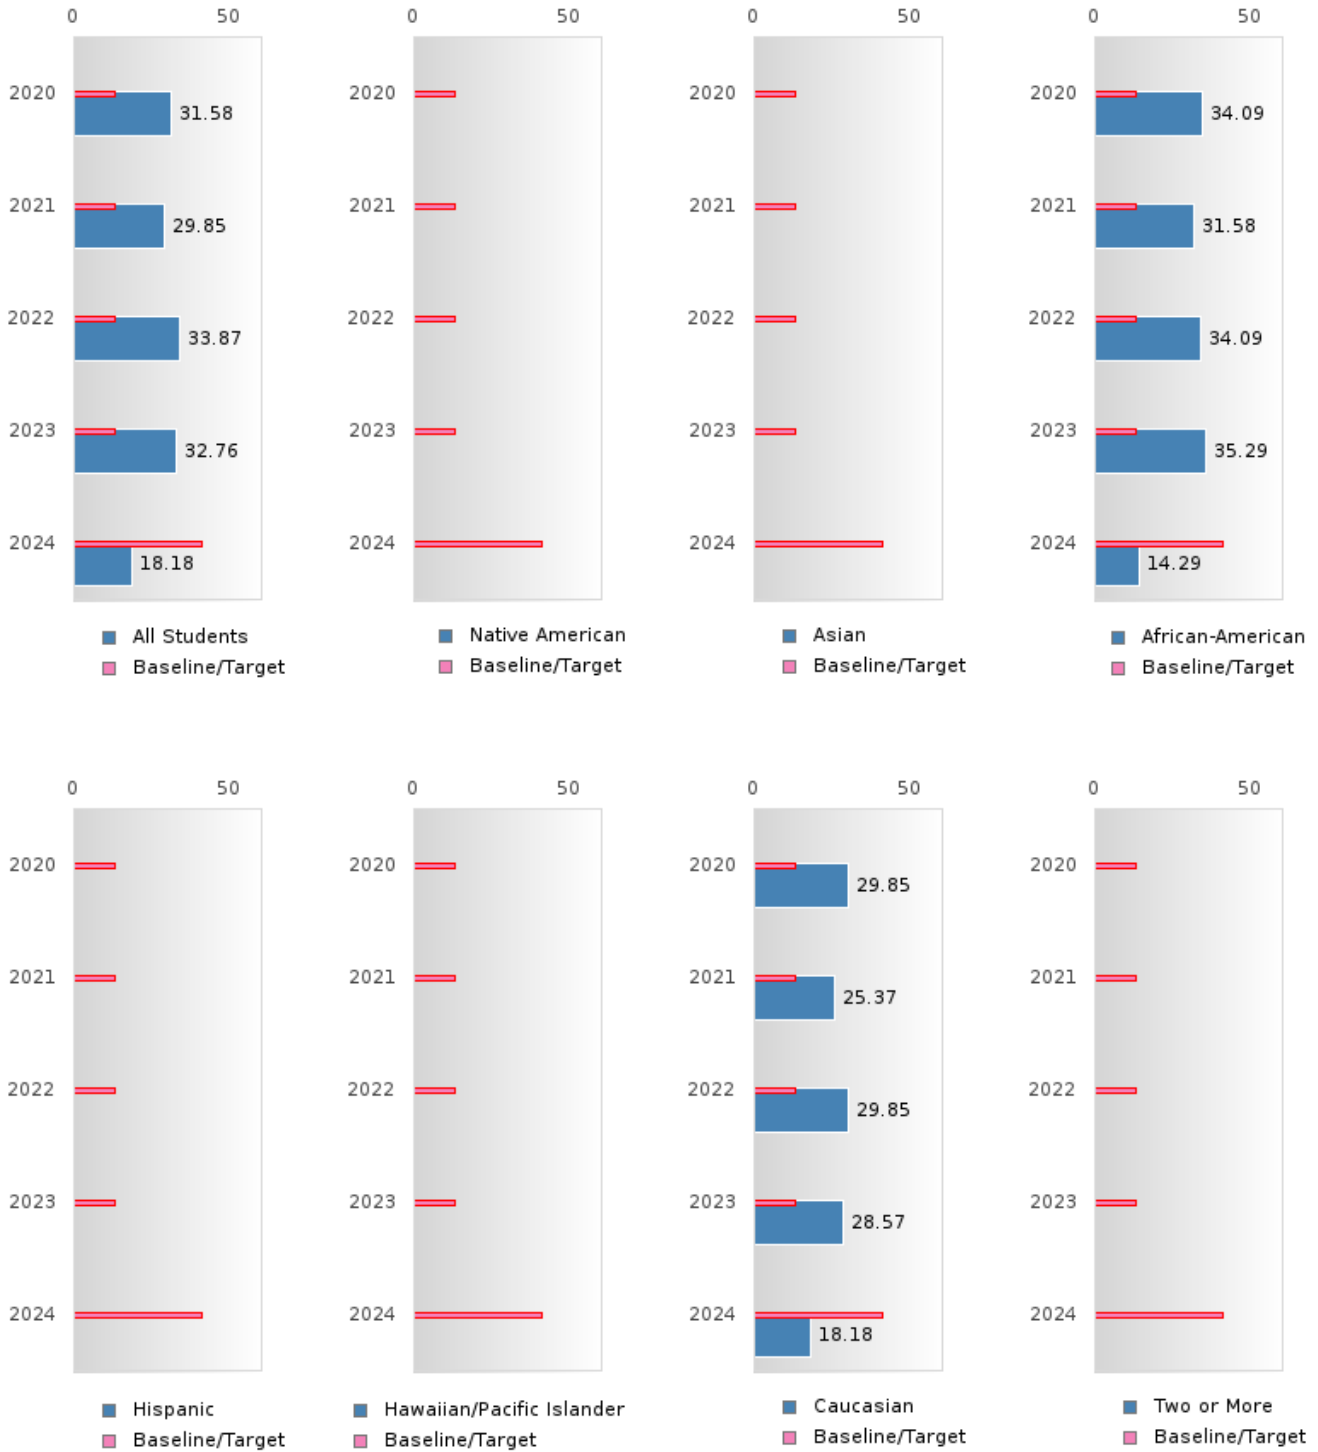 0 50 0 50 0 50 0 50
2020 31.58 2020 2020 2020 34.09
2021 29.85 2021 2021 2021 31.58
2022 33.87 2022 2022 2022 34.09
2023 32.76 2023 2023 2023 35.29
2024 18.18 2024 2024 2024 14.29
All Students Native American Asian African-American
Baseline/Target Baseline/Target Baseline/Target Baseline/Target
0 50 0 50 0 50 0 50
2020 2020 2020 29.85 2020
2021 2021 2021 25.37 2021
2022 2022 2022 29.85 2022
2023 2023 2023 28.57 2023
2024 2024 2024 18.18 2024
Hispanic Hawaiian/Pacific Islander Caucasian Two or More
Baseline/Target Baseline/Target Baseline/Target Baseline/Target